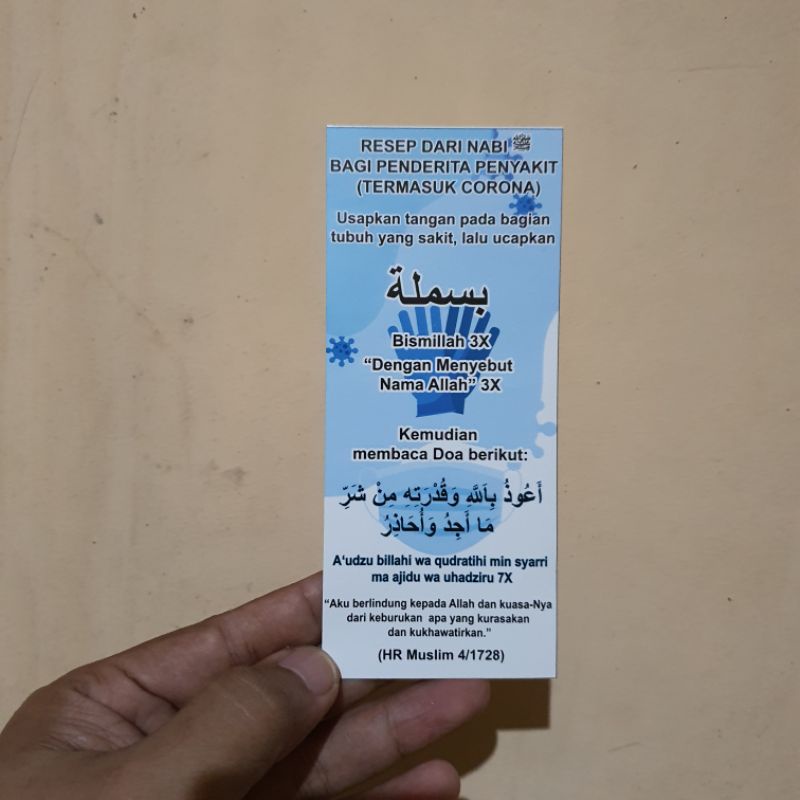 RESEP DARI NABI ﷺ
BAGI PENDERITA PENYAKIT
(TERMASUK CORONA)
Usapkan tangan pada bagian
tubuh yang sakit, lalu ucapkan
بسملة
Bismillah 3X
“Dengan Menyebut
Nama Allah” 3X
Kemudian
membaca Doa berikut:
أَعُوذُ بِاَللَّهِ وَقُدْرَتِهِ مِنْ شَرِّ
مَا أَجِدُ وَأُحَاذِرُ
A‘udzu billahi wa qudratihi min syarri
ma ajidu wa uhadziru 7X
“Aku berlindung kepada Allah dan kuasa-Nya
dari keburukan apa yang kurasakan
dan kukhawatirkan.”
(HR Muslim 4/1728)